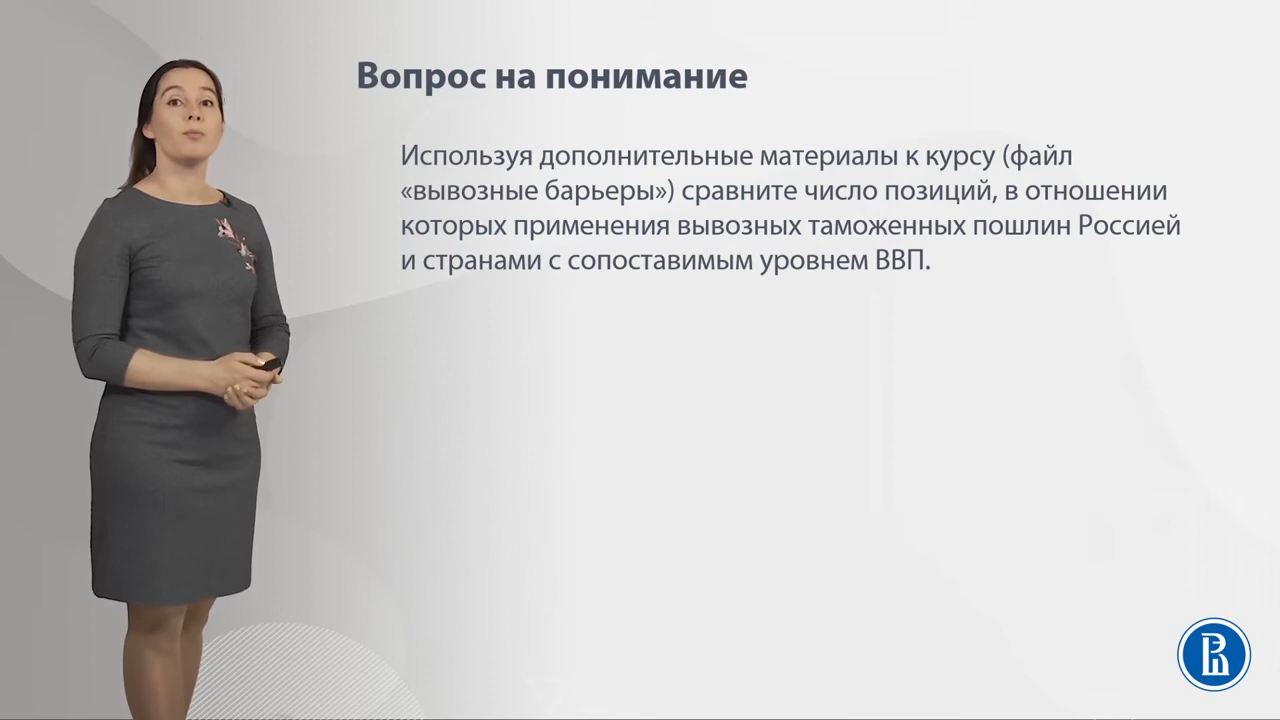 Вопрос на понимание
Используя дополнительные материалы к курсу (файл
«вывозные барьеры») сравните число позиций, в отношении
которых применения вывозных таможенных пошлин Россией
и странами с сопоставимым уровнем ВВП.